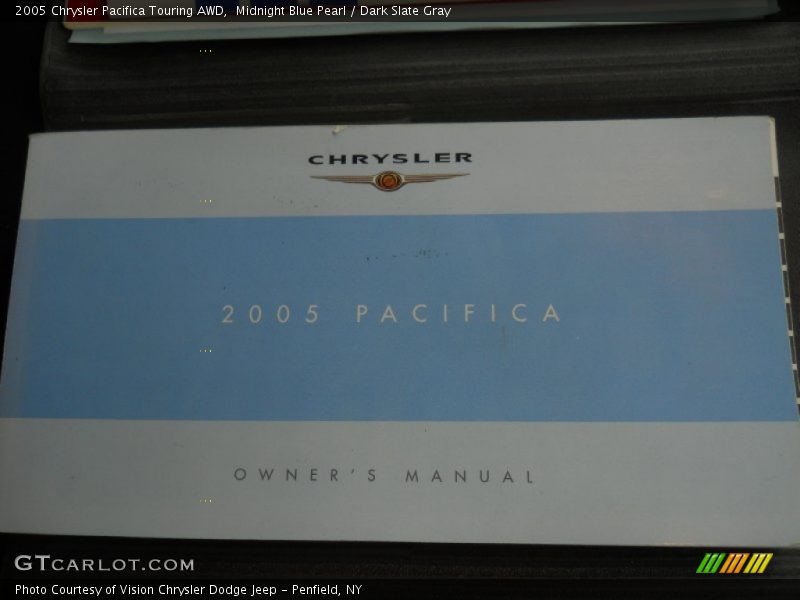 2005 Chrysler Pacifica Touring AWD,  Midnight Blue Pearl / Dark Slate Gray
CHRYSLER
2005 PACIFICA
OWNER'S MANUAL
GTCARLOT.COM
Photo Courtesy of Vision Chrysler Dodge Jeep - Penfield, NY